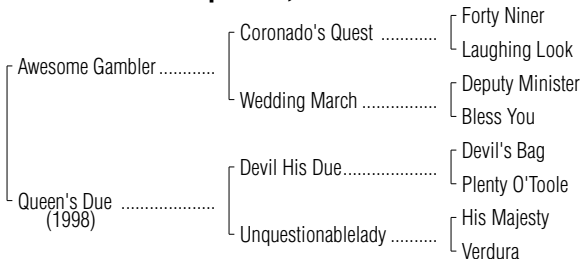 Forty Niner
Coronado's Quest ............
Laughing Look
Awesome Gambler ............
Deputy Minister
Wedding March .................
Bless You
Devil's Bag
Devil His Due.....................
Plenty O'Toole
Queen's Due ....................
(1998)
His Majesty
Unquestionablelady ..........
Verdura